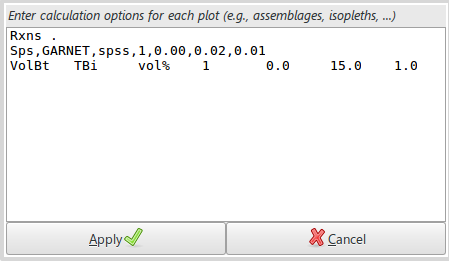 Enter calculation options for each plot (e.g., assemblages, isopleths, ...)
Rxns .
Sps,GARNET,spss,1,0.00,0.02,0.01
VolBt TBi vol% 1 0.0 15.0 1.0
Apply Cancel